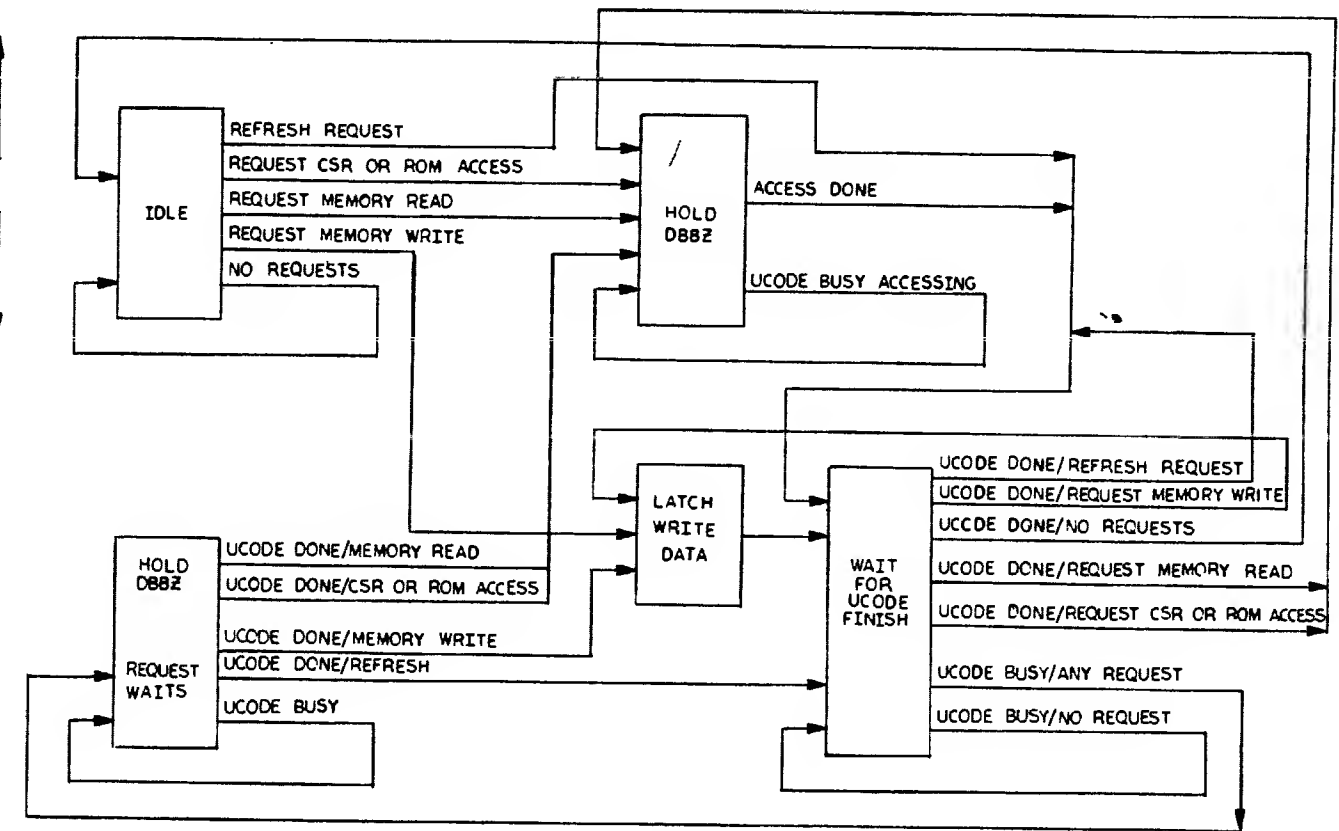 REFRESH REQUEST
REQUEST CSR OR ROM ACCESS
REQUEST MEMORY READ
REQUEST MEMORY WRITE
NO REQUESTS
IDLE
HOLD
DBBZ
ACCESS DONE
UCODE BUSY ACCESSING
LATCH
WRITE
DATA
HOLD
DBBZ
REQUEST
WAITS
UCODE DONE/MEMORY READ
UCODE DONE/CSR OR ROM ACCESS
UCODE DONE/MEMORY WRITE
UCODE DONE/REFRESH
UCODE BUSY
WAIT
FOR
UCODE
FINISH
UCODE DONE/REFRESH REQUEST
UCODE DONE/REQUEST MEMORY WRITE
UCODE DONE/NO REQUESTS
UCODE DONE/REQUEST MEMORY READ
UCODE DONE/REQUEST CSR OR ROM ACCESS
UCODE BUSY/ANY REQUEST
UCODE BUSY/NO REQUEST